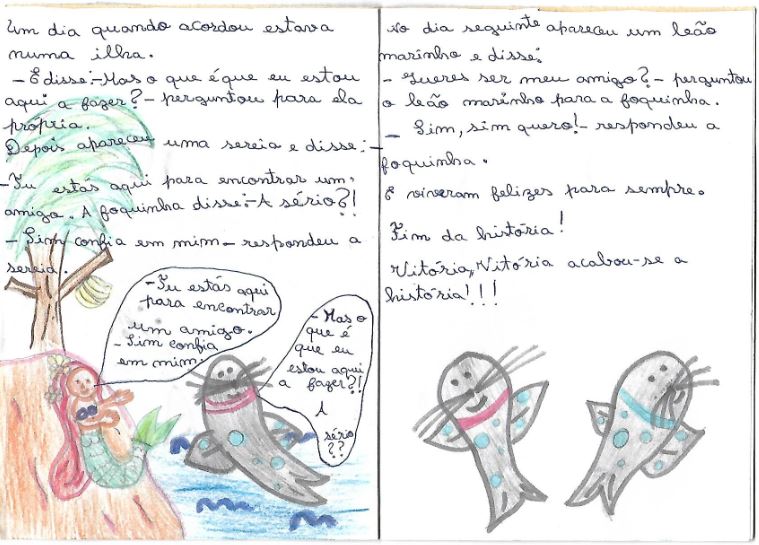 Um dia quando acordou estava
numa ilha.
- E disse:-Mas o que é que eu estou
aqui a fazer?- perguntou para ela
própria.
Depois apareceu uma sereia e disse:-
-Tu estás aqui para encontrar um
amigo. A foquinha disse:-A sério?!
- Sim confia em mim- respondeu a
sereia.
-Tu estás aqui
para encontrar
um amigo.
- Sim confia
em mim.
- Mas o
que é
que eu
estou aqui
a fazer?!
A
sério
??
No dia seguinte apareceu um leão
marinho e disse:
- Queres ser meu amigo?- perguntou
o leão marinho para a foquinha.
- Sim, sim quero!- respondeu a
foquinha.
E viveram felizes para sempre.
Fim da história!
Vitória, Vitória acabou-se a
história!!!